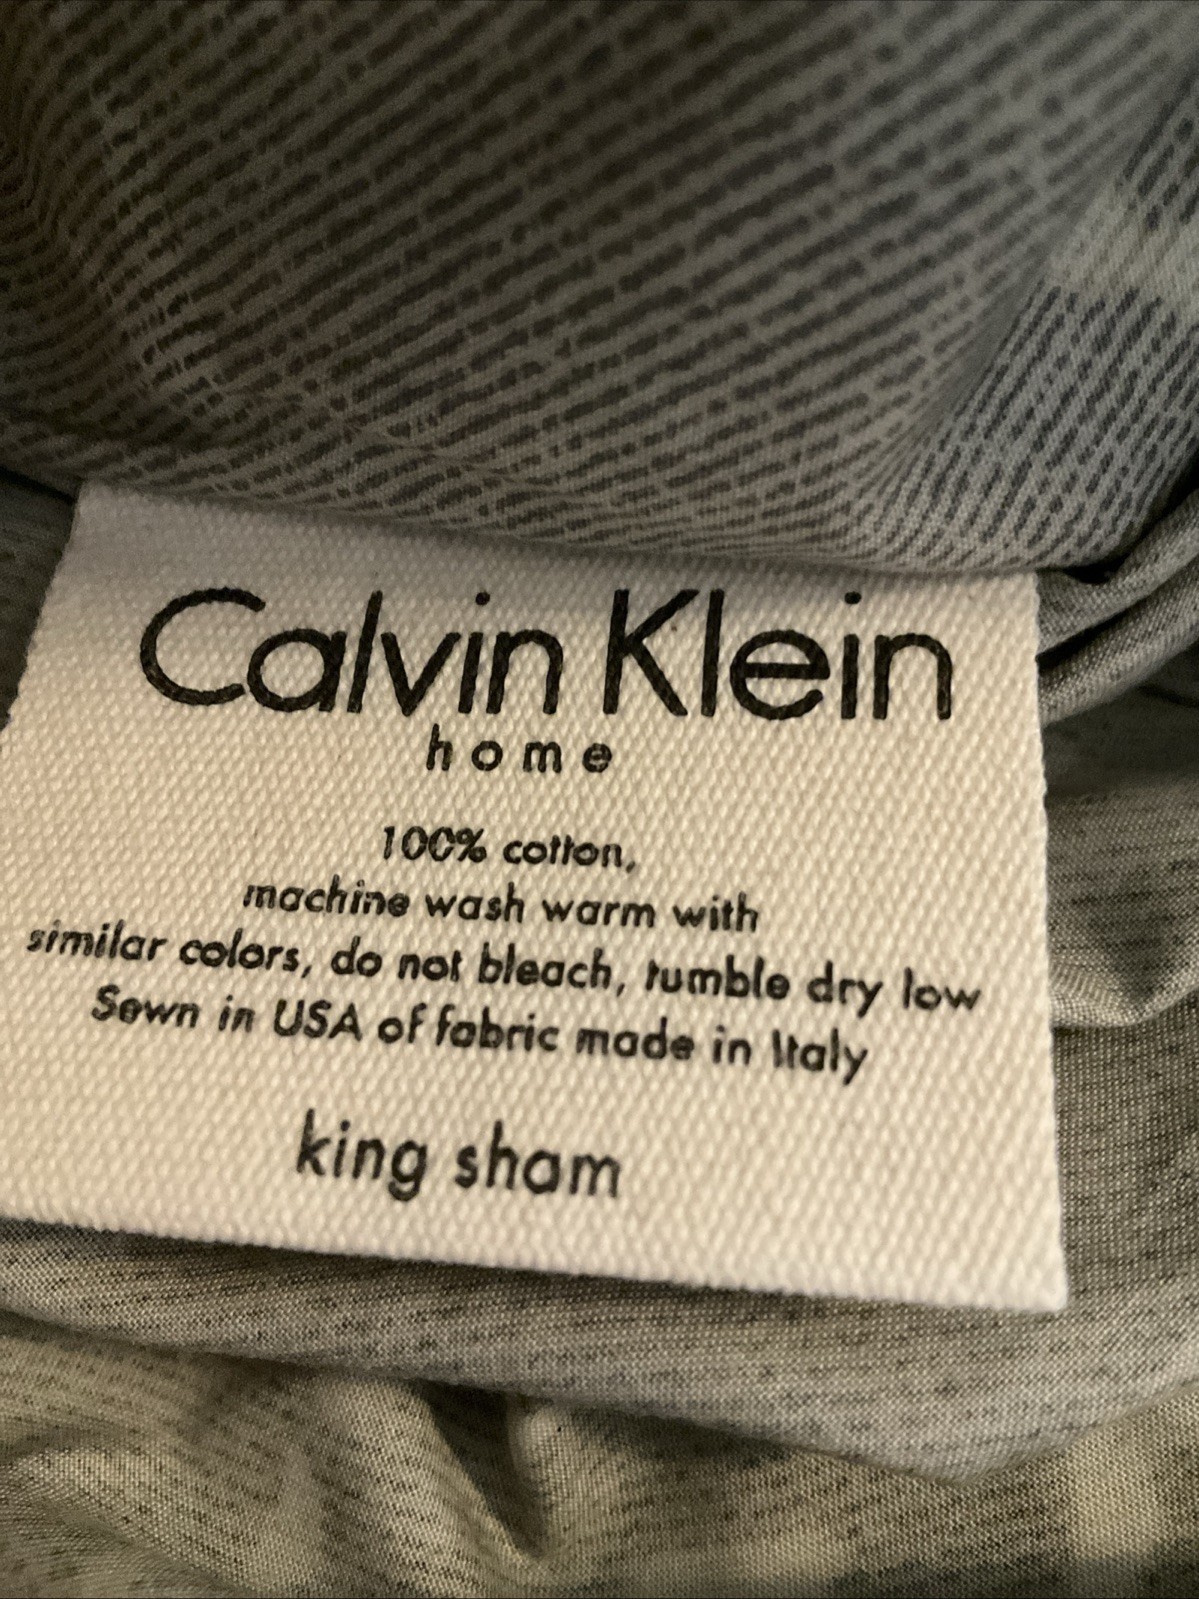 Calvin Klein
home
100% cotton,
machine wash warm with
similar colors, do not bleach, tumble dry low
Sewn in USA of fabric made in Italy
king sham